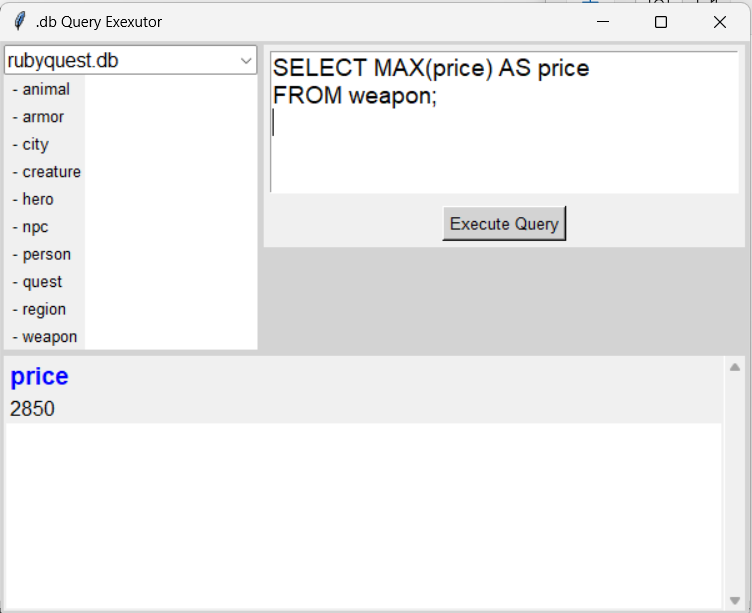 .db Query Exexutor
rubyquest.db
- animal
- armor
- city
- creature
- hero
- npc
- person
- quest
- region
- weapon
SELECT MAX(price) AS price
FROM weapon;
Execute Query
price
2850